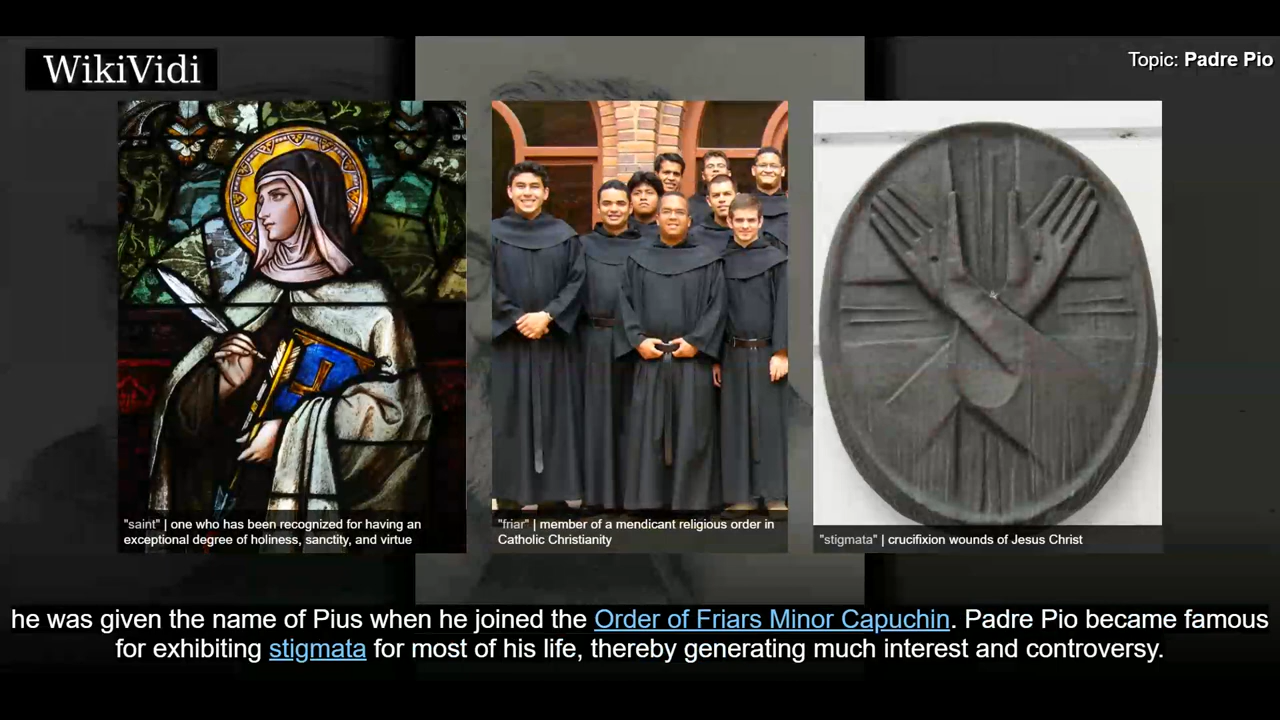 WikiVidi
Topic: Padre Pio
"saint" | one who has been recognized for having an
exceptional degree of holiness, sanctity, and virtue
"friar" | member of a mendicant religious order in
Catholic Christianity
"stigmata" | crucifixion wounds of Jesus Christ
he was given the name of Pius when he joined the Order of Friars Minor Capuchin. Padre Pio became famous
for exhibiting stigmata for most of his life, thereby generating much interest and controversy.